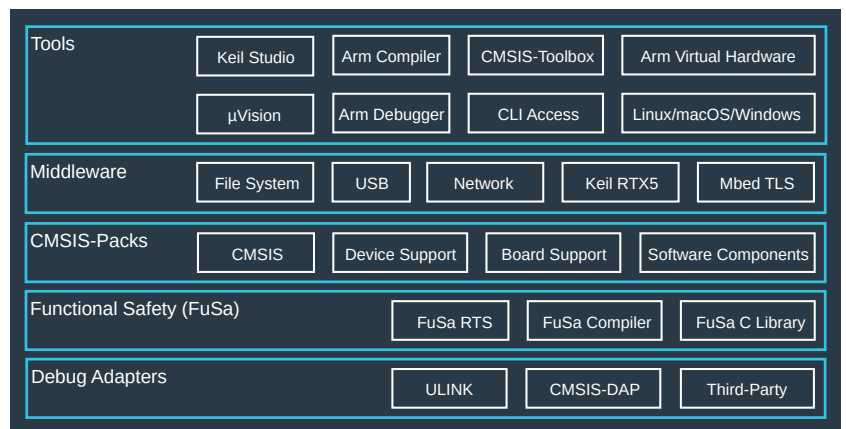 Tools
Keil Studio
Arm Compiler
CMSIS-Toolbox
Arm Virtual Hardware
µVision
Arm Debugger
CLI Access
Linux/macOS/Windows
Middleware
File System
USB
Network
Keil RTX5
Mbed TLS
CMSIS-Packs
CMSIS
Device Support
Board Support
Software Components
Functional Safety (FuSa)
FuSa RTS
FuSa Compiler
FuSa C Library
Debug Adapters
ULINK
CMSIS-DAP
Third-Party